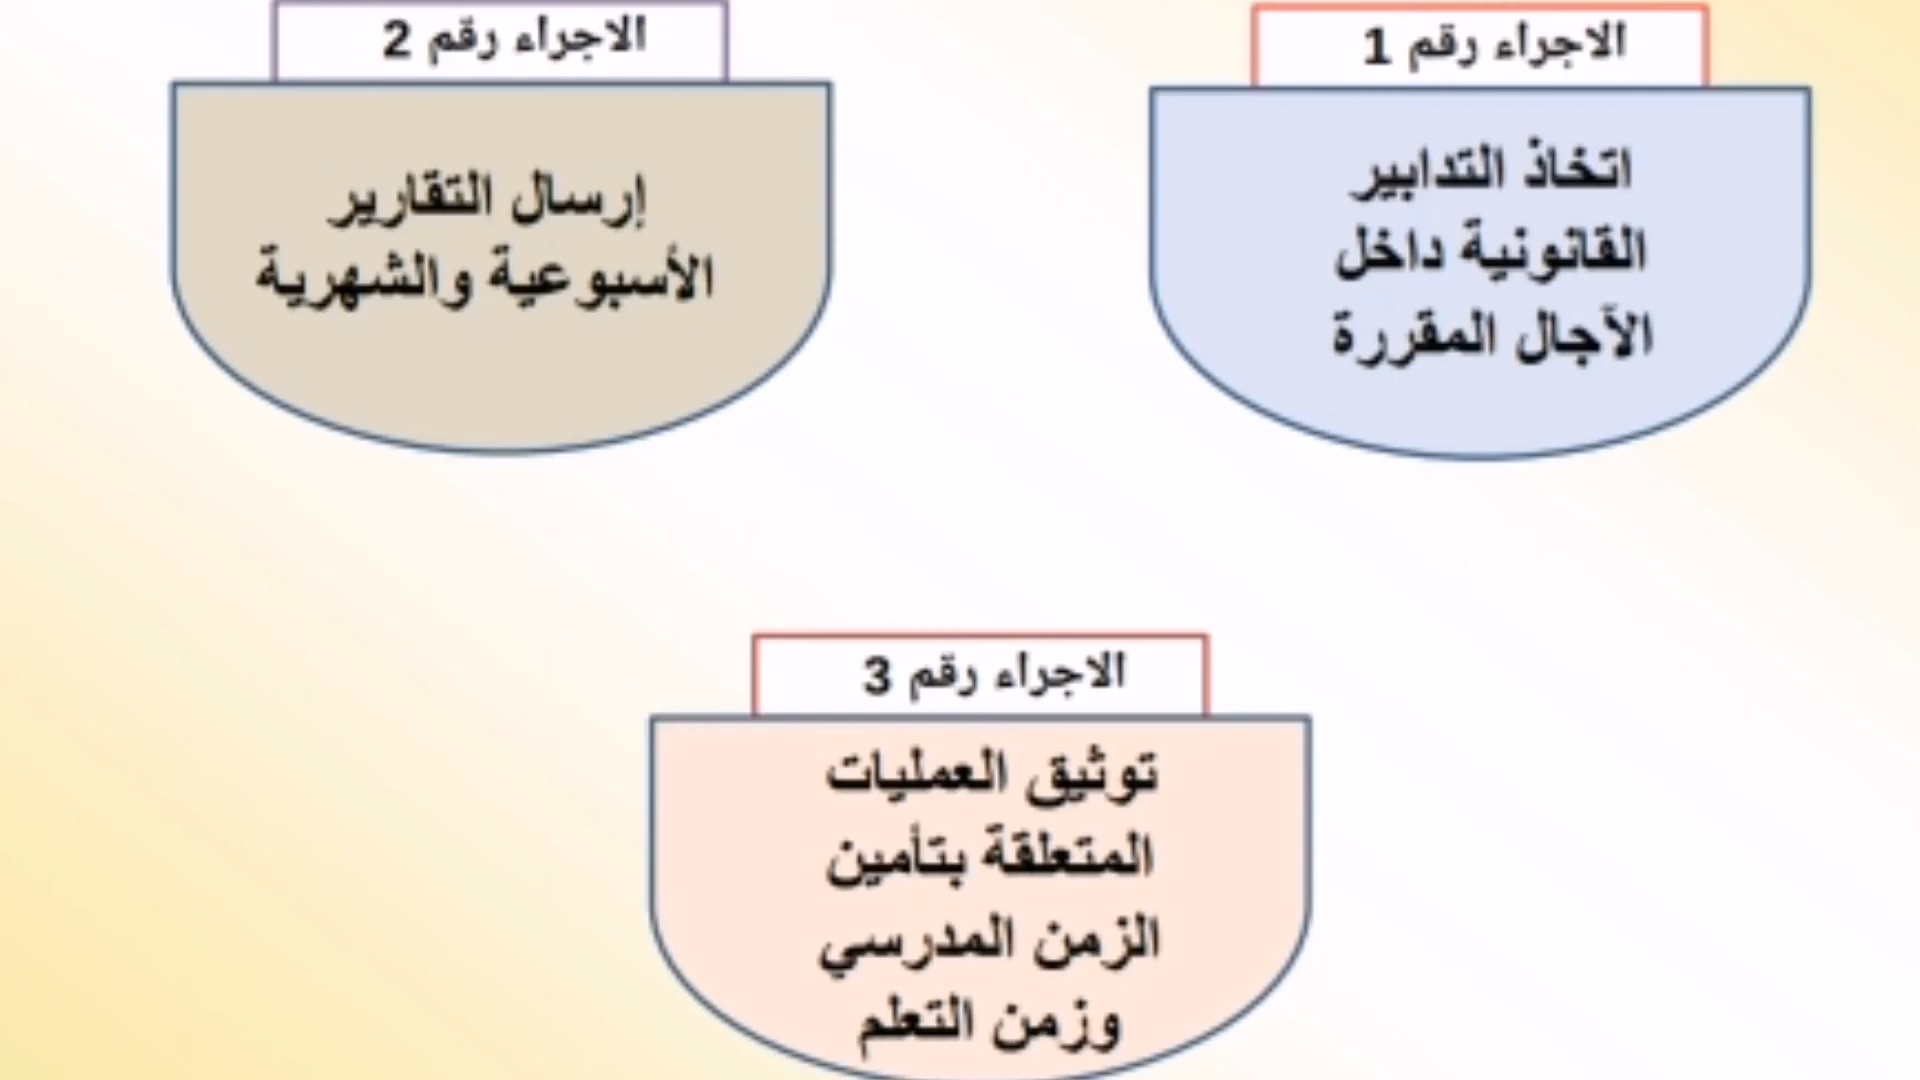 الاجراء رقم 1
اتخاذ التدابير
القانونية داخل
الآجال المقررة
الاجراء رقم 2
إرسال التقارير
الأسبوعية والشهرية
الاجراء رقم 3
توثيق العمليات
المتعلقة بتأمين
الزمن المدرسي
وزمن التعلم